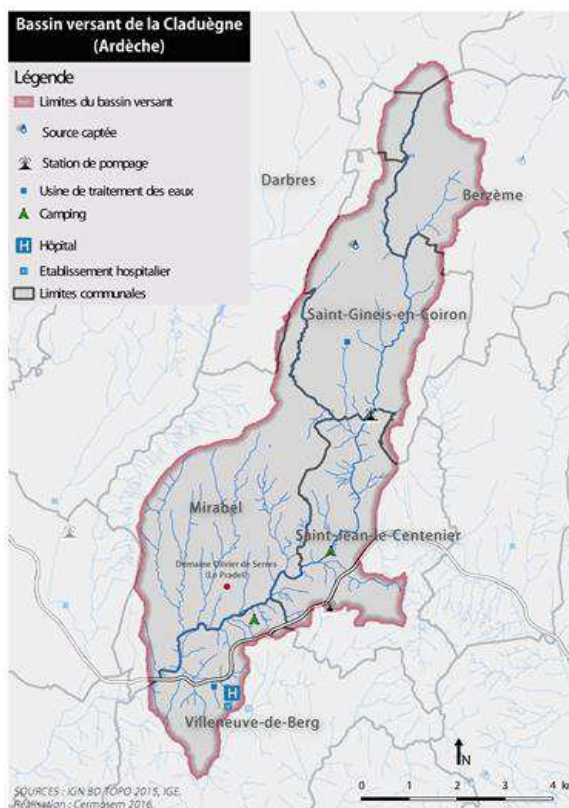 Bassin versant de la Claduègne
(Ardèche)
Légende
Limites du bassin versant
Source captée
Station de pompage
Usine de traitement des eaux
Camping
H
Hôpital
Etablissement hospitalier
Limites communales
Darbres
Berzème
Saint-Gineis-en-Coiron
Mirabel
Saint-Jean-le-Centenier
Domaine Olivier de Serres
(Le Pradel)
H
Villeneuve-de-Berg
N
SOURCES : IGN BD TOPO 2015, IGE.
Réalisation : Cermosem 2016.
0 1 2 3 4 k